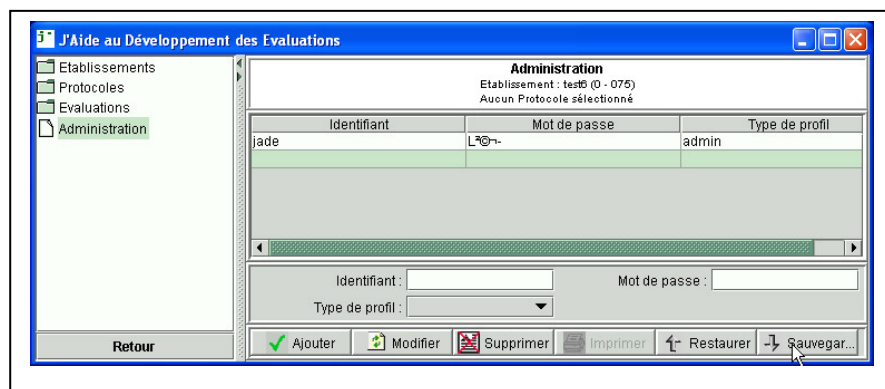 J'Aide au Développement des Evaluations
Etablissements
Protocoles
Evaluations
Administration
Retour
Administration
Etablissement : test6 (0 - 075)
Aucun Protocole sélectionné
Identifiant Mot de passe Type de profil
jade admin
Identifiant : Mot de passe :
Type de profil :
Ajouter Modifier Supprimer Imprimer Restaurer Sauvegar...